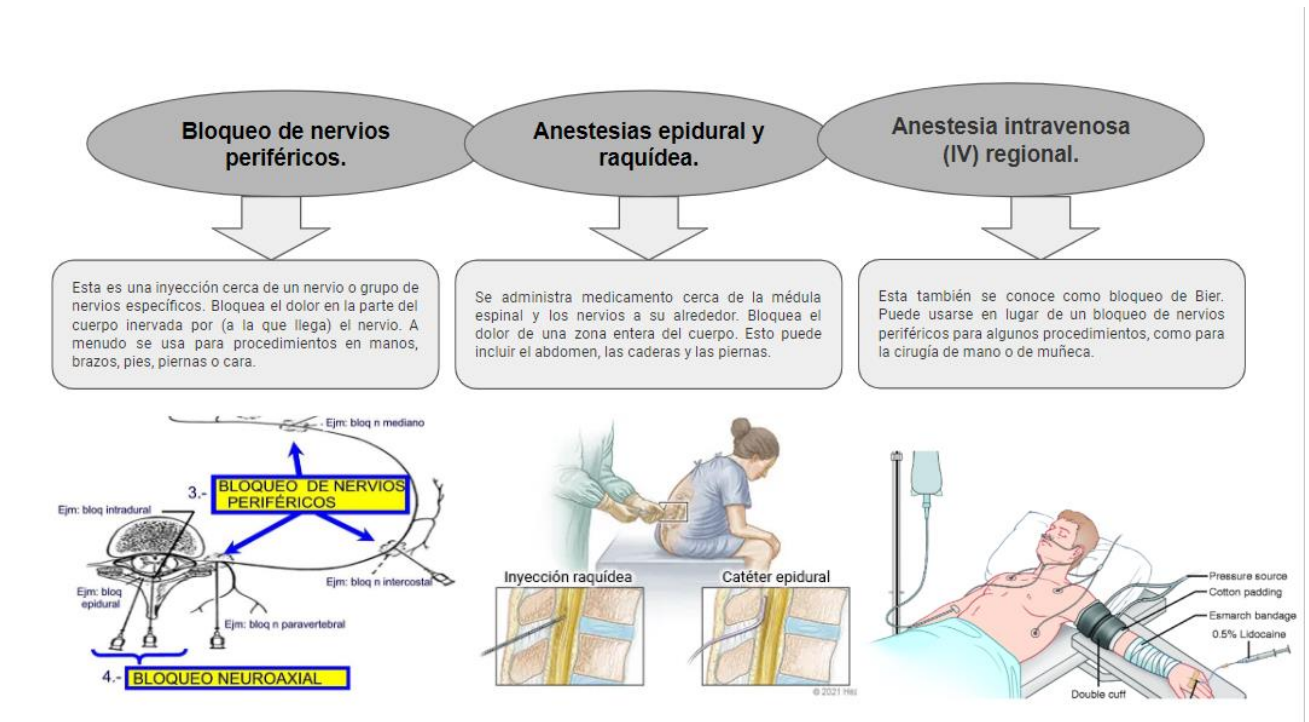 Bloqueo de nervios
periféricos.
Anestesias epidural y
raquídea.
Anestesia intravenosa
(IV) regional.
Esta es una inyección cerca de un nervio o grupo de
nervios específicos. Bloquea el dolor en la parte del
cuerpo inervada por (a la que llega) el nervio. A
menudo se usa para procedimientos en manos,
brazos, pies, piernas o cara.
Se administra medicamento cerca de la médula
espinal y los nervios a su alrededor. Bloquea el
dolor de una zona entera del cuerpo. Esto puede
incluir el abdomen, las caderas y las piernas.
Esta también se conoce como bloqueo de Bier.
Puede usarse en lugar de un bloqueo de nervios
periféricos para algunos procedimientos, como para
la cirugía de mano o de muñeca.
Ejm: bloq n mediano
3.- BLOQUEO DE NERVIOS
PERIFÉRICOS
Ejm: bloq intradural
Ejm: bloq
epidural
Ejm: bloq n intercostal
Ejm: bloq n paravertebral
4.- BLOQUEO NEUROAXIAL
Inyección raquídea
Catéter epidural
© 2021
Pressure source
Cotton padding
Esmarch bandage
0.5% Lidocaine
Double cuff